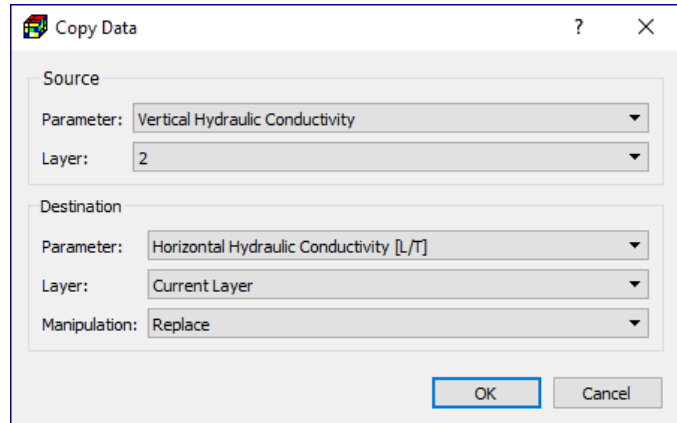 Copy Data
?
Source
Parameter: Vertical Hydraulic Conductivity
Layer: 2
Destination
Parameter: Horizontal Hydraulic Conductivity [L/T]
Layer: Current Layer
Manipulation: Replace
OK Cancel